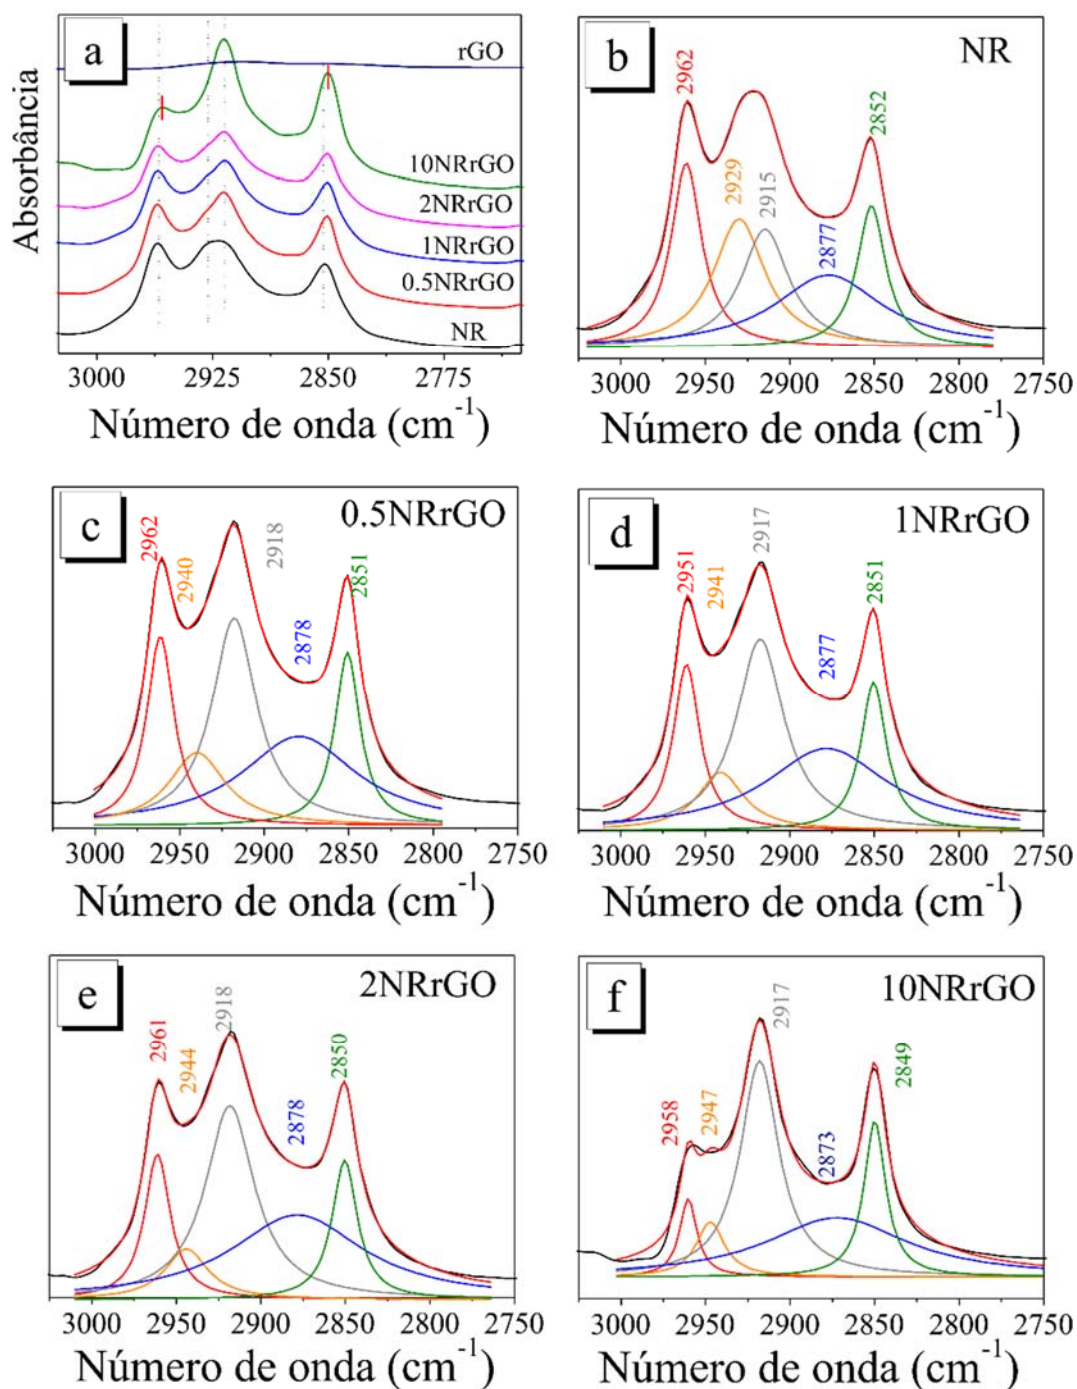 a
rGO
10NRrGO
2NRrGO
1NRrGO
0.5NRrGO
NR
Absorbância
3000 2925 2850 2775
Número de onda (cm⁻¹)
b
NR
2962
2929
2915
2877
2852
3000 2950 2900 2850 2800 2750
Número de onda (cm⁻¹)
c
0.5NRrGO
2962
2940
2918
2878
2851
3000 2950 2900 2850 2800 2750
Número de onda (cm⁻¹)
d
1NRrGO
2951
2941
2917
2877
2851
3000 2950 2900 2850 2800 2750
Número de onda (cm⁻¹)
e
2NRrGO
2961
2944
2918
2878
2850
3000 2950 2900 2850 2800 2750
Número de onda (cm⁻¹)
f
10NRrGO
2958
2947
2917
2873
2849
3000 2950 2900 2850 2800 2750
Número de onda (cm⁻¹)